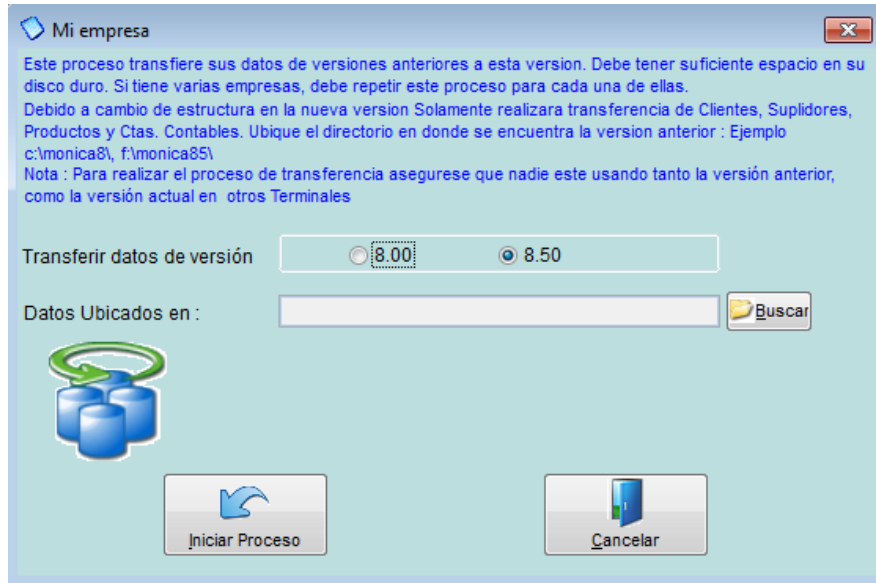 Mi empresa
Este proceso transfiere sus datos de versiones anteriores a esta version. Debe tener suficiente espacio en su
disco duro. Si tiene varias empresas, debe repetir este proceso para cada una de ellas.
Debido a cambio de estructura en la nueva version Solamente realizara transferencia de Clientes, Suplidores,
Productos y Ctas. Contables. Ubique el directorio en donde se encuentra la version anterior : Ejemplo
c:\monica8\, f:\monica85\
Nota : Para realizar el proceso de transferencia asegurese que nadie este usando tanto la versión anterior,
como la versión actual en otros Terminales
Transferir datos de versión 8.00 8.50
Datos Ubicados en : Buscar
Iniciar Proceso Cancelar